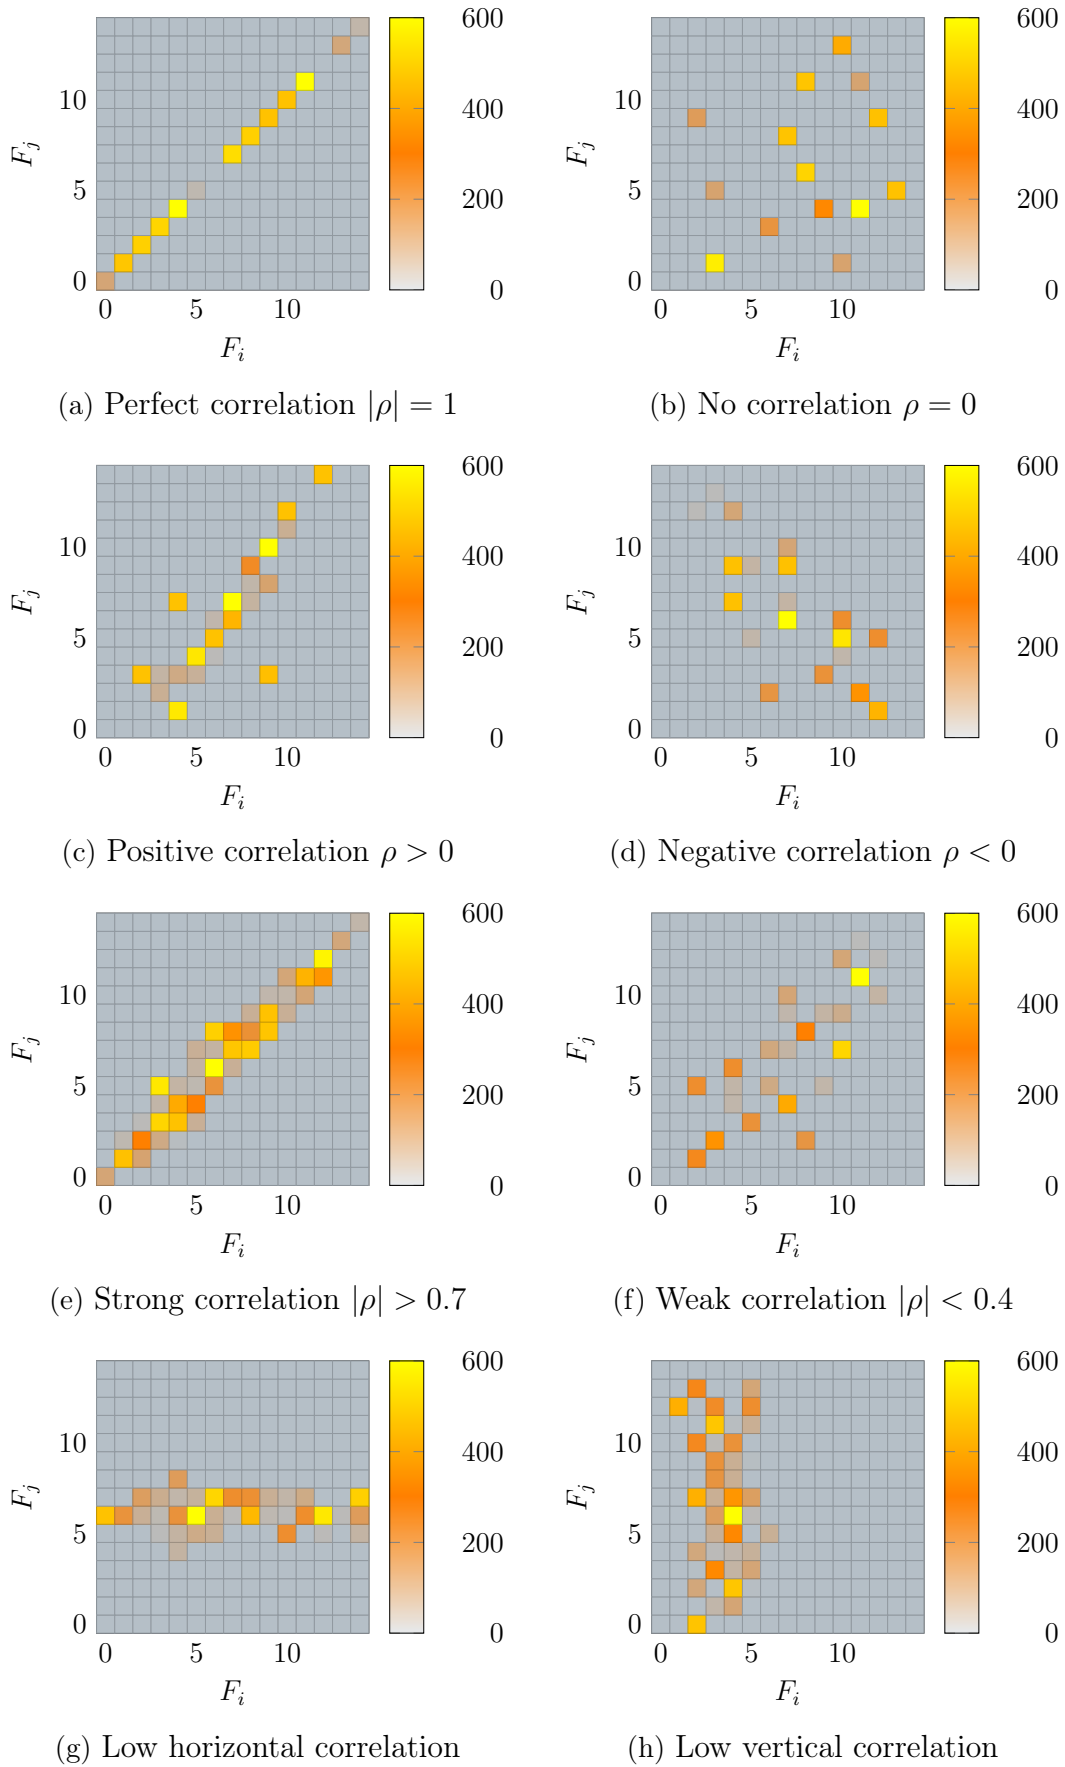 600
400
200
0
10
5
0
F_j
0 5 10
F_i
(a) Perfect correlation |ρ| = 1
600
400
200
0
10
5
0
F_j
0 5 10
F_i
(b) No correlation ρ = 0
600
400
200
0
10
5
0
F_j
0 5 10
F_i
(c) Positive correlation ρ > 0
600
400
200
0
10
5
0
F_j
0 5 10
F_i
(d) Negative correlation ρ < 0
600
400
200
0
10
5
0
F_j
0 5 10
F_i
(e) Strong correlation |ρ| > 0.7
600
400
200
0
10
5
0
F_j
0 5 10
F_i
(f) Weak correlation |ρ| < 0.4
600
400
200
0
10
5
0
F_j
0 5 10
F_i
(g) Low horizontal correlation
600
400
200
0
10
5
0
F_j
0 5 10
F_i
(h) Low vertical correlation